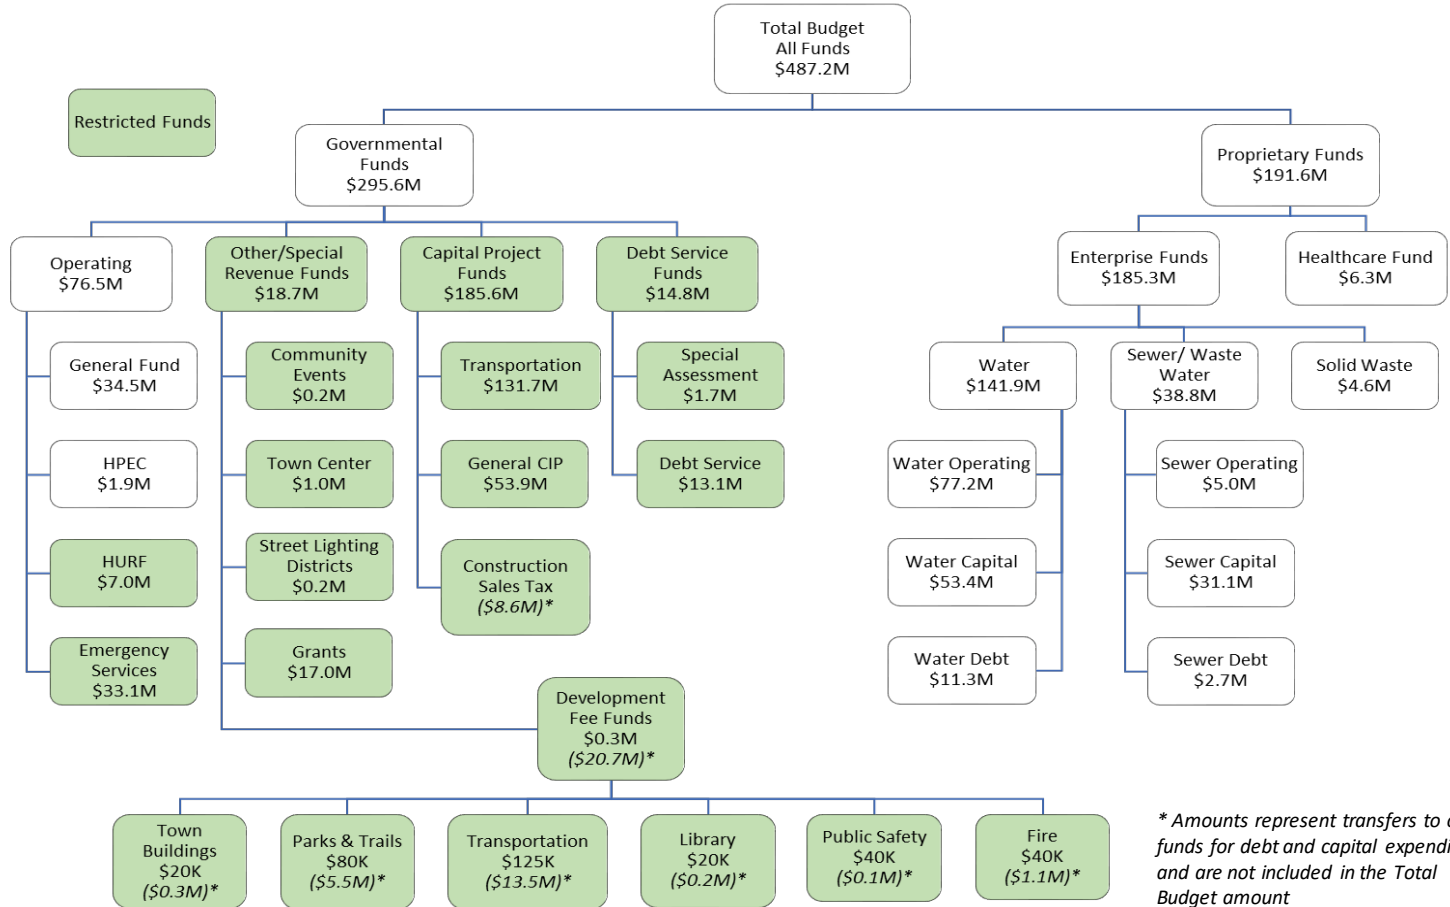 Total Budget
All Funds
$487.2M
Restricted Funds
Governmental
Funds
$295.6M
Proprietary Funds
$191.6M
Operating
$76.5M
Other/Special
Revenue Funds
$18.7M
Capital Project
Funds
$185.6M
Debt Service
Funds
$14.8M
Enterprise Funds
$185.3M
Healthcare Fund
$6.3M
General Fund
$34.5M
Community
Events
$0.2M
Transportation
$131.7M
Special
Assessment
$1.7M
Water
$141.9M
Sewer/ Waste
Water
$38.8M
Solid Waste
$4.6M
HPEC
$1.9M
Town Center
$1.0M
General CIP
$53.9M
Debt Service
$13.1M
Water Operating
$77.2M
Sewer Operating
$5.0M
HURF
$7.0M
Street Lighting
Districts
$0.2M
Construction
Sales Tax
($8.6M)*
Water Capital
$53.4M
Sewer Capital
$31.1M
Emergency
Services
$33.1M
Grants
$17.0M
Water Debt
$11.3M
Sewer Debt
$2.7M
Development
Fee Funds
$0.3M
($20.7M)*
Town
Buildings
$20K
($0.3M)*
Parks & Trails
$80K
($5.5M)*
Transportation
$125K
($13.5M)*
Library
$20K
($0.2M)*
Public Safety
$40K
($0.1M)*
Fire
$40K
($1.1M)*
* Amounts represent transfers to
funds for debt and capital
and are not included in the Total
Budget amount